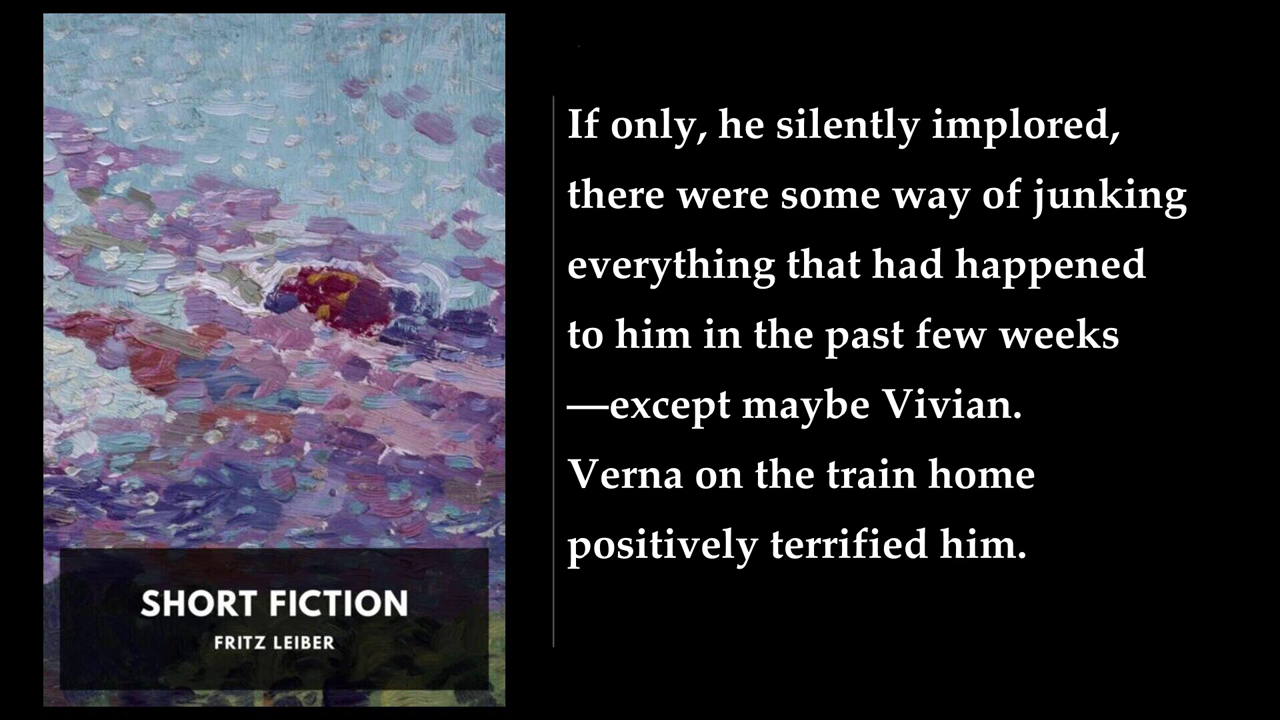 SHORT FICTION
FRITZ LEIBER
If only, he silently implored,
there were some way of junking
everything that had happened
to him in the past few weeks
—except maybe Vivian.
Verna on the train home
positively terrified him.